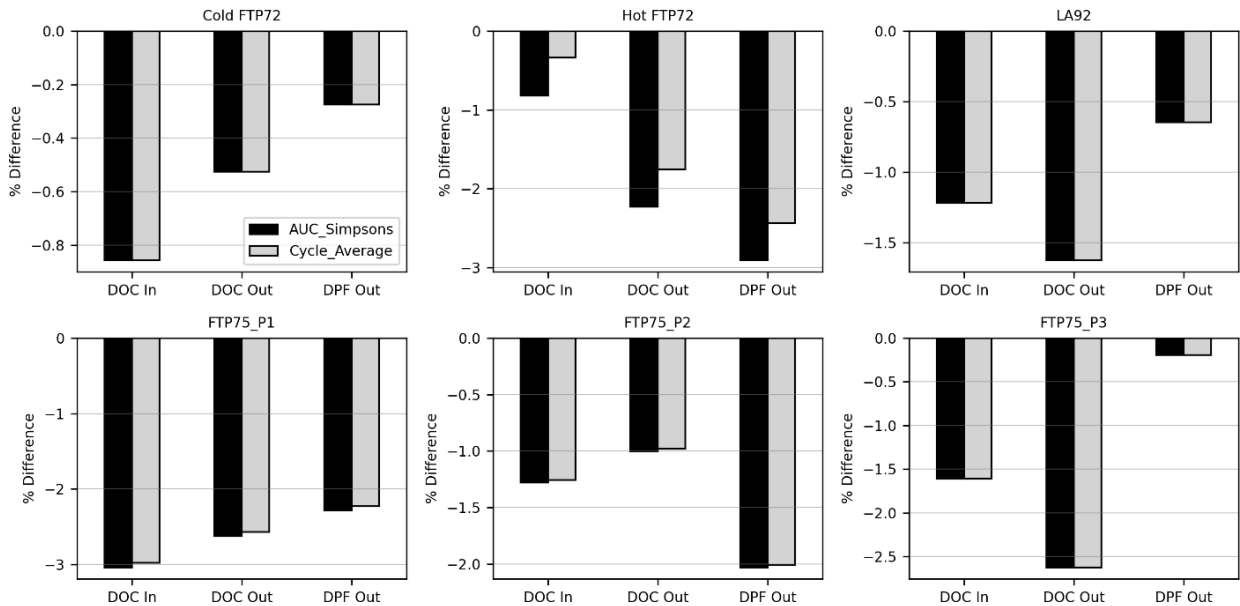 Cold FTP72
% Difference
0.0
−0.2
−0.4
−0.6
−0.8
AUC_Simpsons
Cycle_Average
DOC In
DOC Out
DPF Out
Hot FTP72
% Difference
0
−1
−2
−3
DOC In
DOC Out
DPF Out
LA92
% Difference
0.0
−0.5
−1.0
−1.5
DOC In
DOC Out
DPF Out
FTP75_P1
% Difference
0
−1
−2
−3
DOC In
DOC Out
DPF Out
FTP75_P2
% Difference
0.0
−0.5
−1.0
−1.5
−2.0
DOC In
DOC Out
DPF Out
FTP75_P3
% Difference
0.0
−0.5
−1.0
−1.5
−2.0
−2.5
DOC In
DOC Out
DPF Out